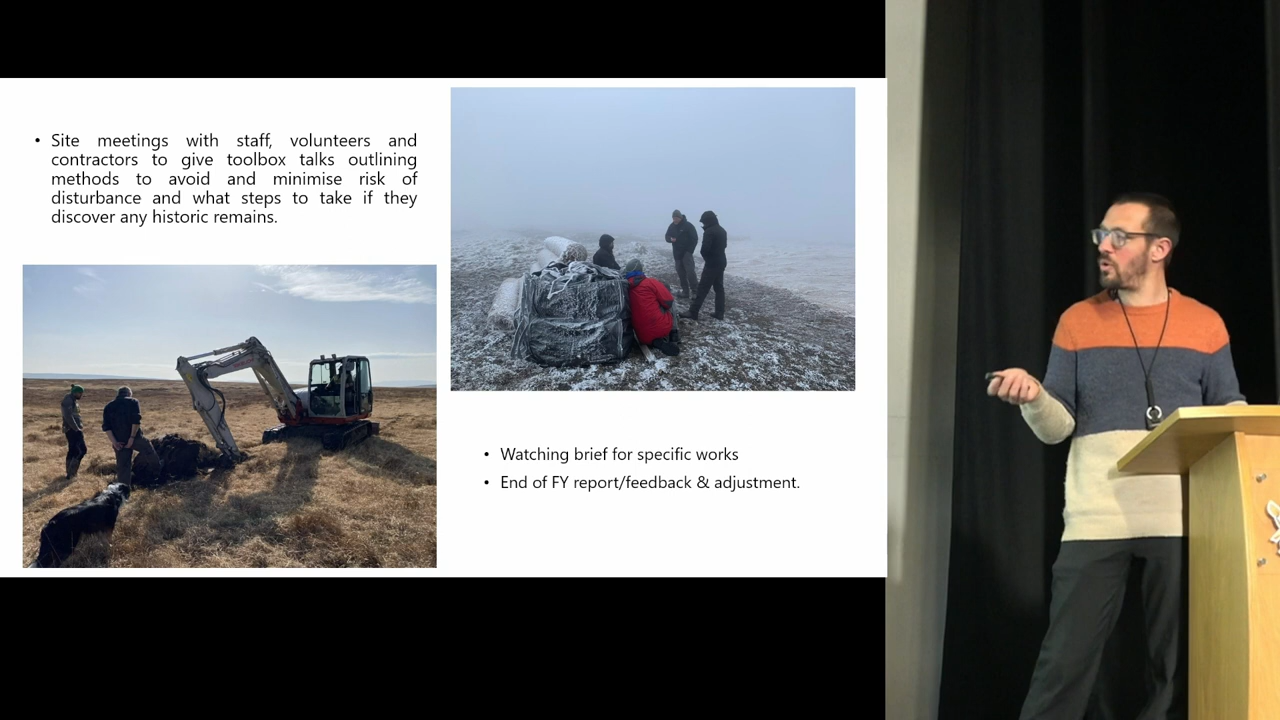 • Site meetings with staff, volunteers and
contractors to give toolbox talks outlining
methods to avoid and minimise risk of
disturbance and what steps to take if they
discover any historic remains.
• Watching brief for specific works
• End of FY report/feedback & adjustment.